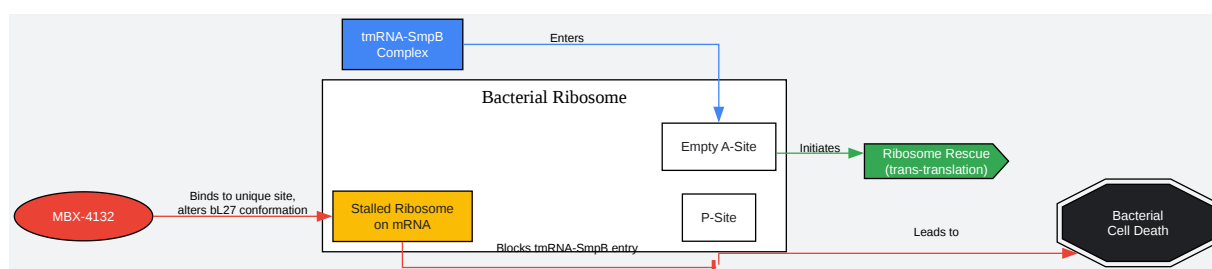 tmRNA-SmpB
Complex
Enters
Bacterial Ribosome
Empty A-Site
Initiates
Ribosome Rescue
(trans-translation)
MBX-4132
Binds to unique site,
alters bL27 conformation
Stalled Ribosome
on mRNA
P-Site
Blocks tmRNA-SmpB entry
Leads to
Bacterial
Cell Death